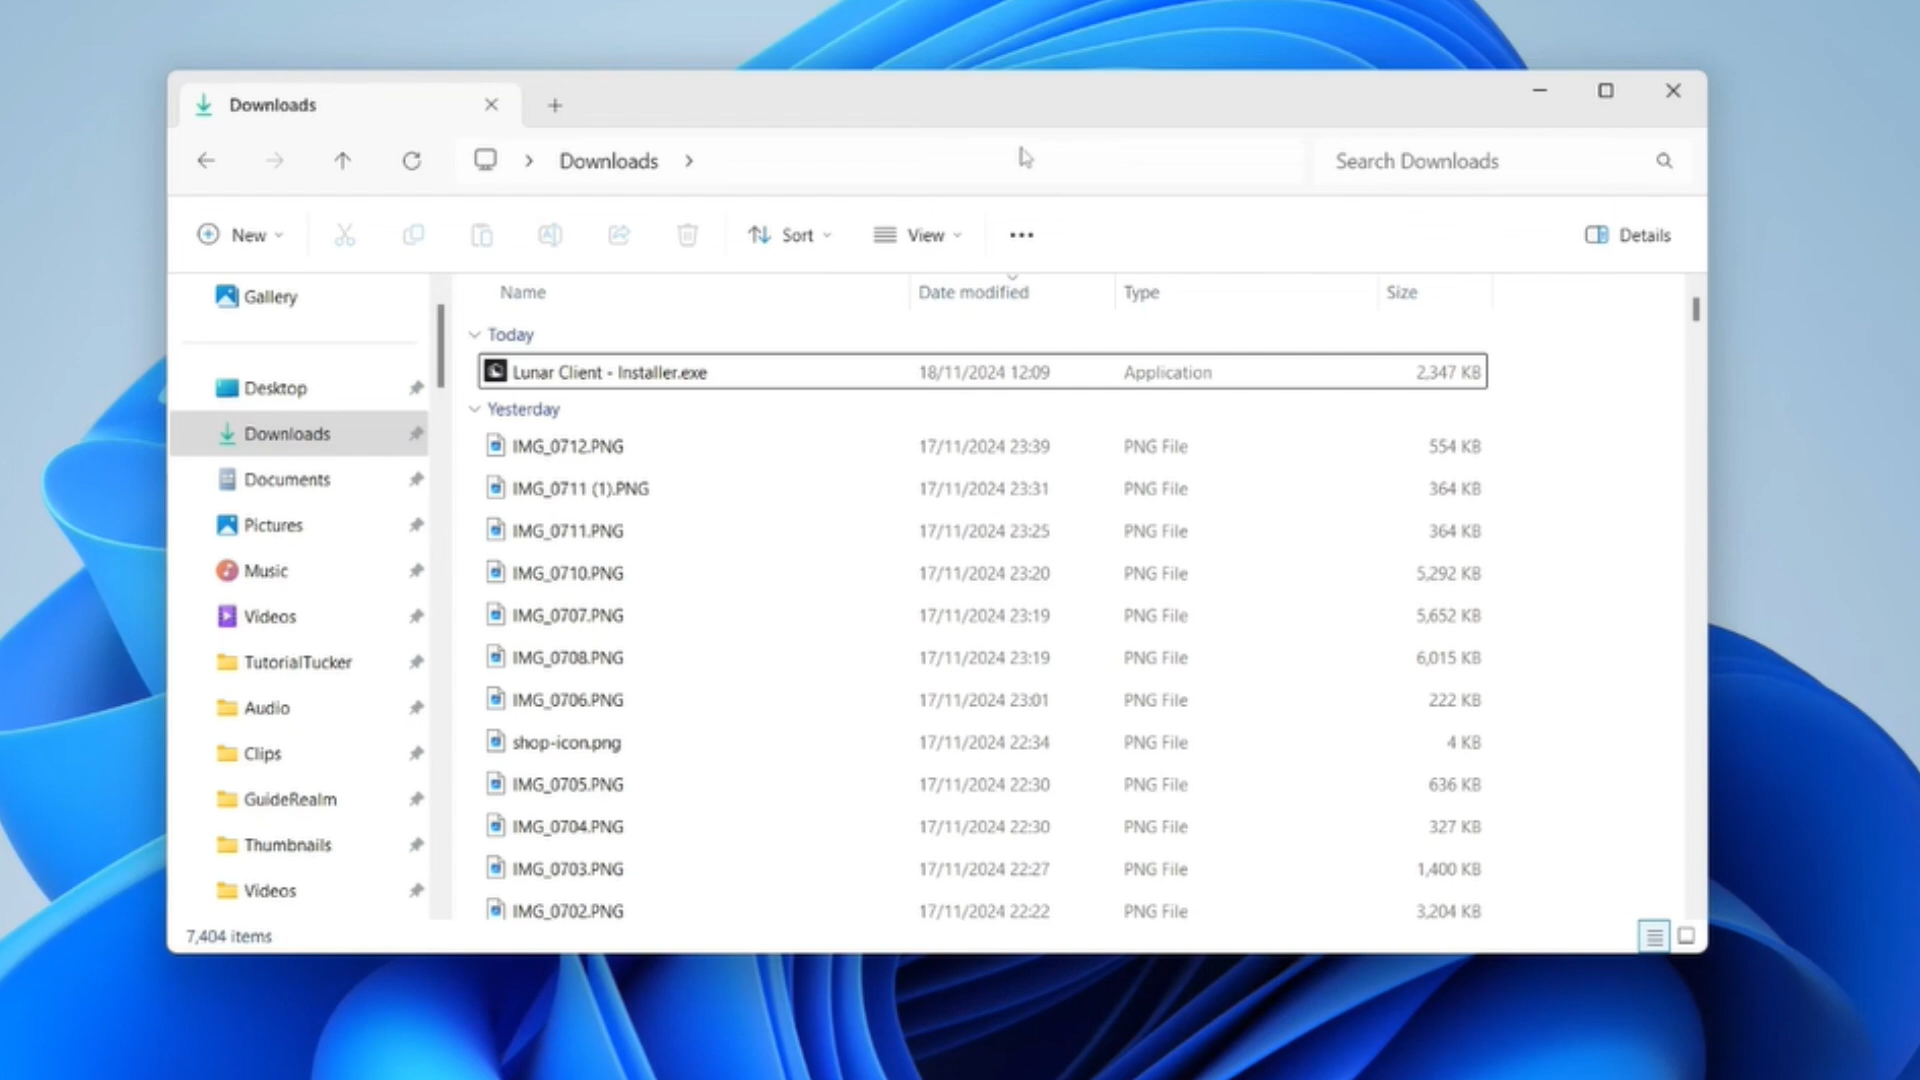 Downloads
Downloads
Search Downloads
New
Sort
View
Details
Name Date modified Type Size
Gallery
Desktop
Downloads
Documents
Pictures
Music
Videos
TutorialTucker
Audio
Clips
GuideRealm
Thumbnails
Videos
Today
Lunar Client - Installer.exe 18/11/2024 12:09 Application 2,347 KB
Yesterday
IMG_0712.PNG 17/11/2024 23:39 PNG File 554 KB
IMG_0711 (1).PNG 17/11/2024 23:31 PNG File 364 KB
IMG_0711.PNG 17/11/2024 23:25 PNG File 364 KB
IMG_0710.PNG 17/11/2024 23:20 PNG File 5,292 KB
IMG_0707.PNG 17/11/2024 23:19 PNG File 5,652 KB
IMG_0708.PNG 17/11/2024 23:19 PNG File 6,015 KB
IMG_0706.PNG 17/11/2024 23:01 PNG File 222 KB
shop-icon.png 17/11/2024 22:34 PNG File 4 KB
IMG_0705.PNG 17/11/2024 22:30 PNG File 636 KB
IMG_0704.PNG 17/11/2024 22:30 PNG File 327 KB
IMG_0703.PNG 17/11/2024 22:27 PNG File 1,400 KB
IMG_0702.PNG 17/11/2024 22:22 PNG File 3,204 KB
7,404 items